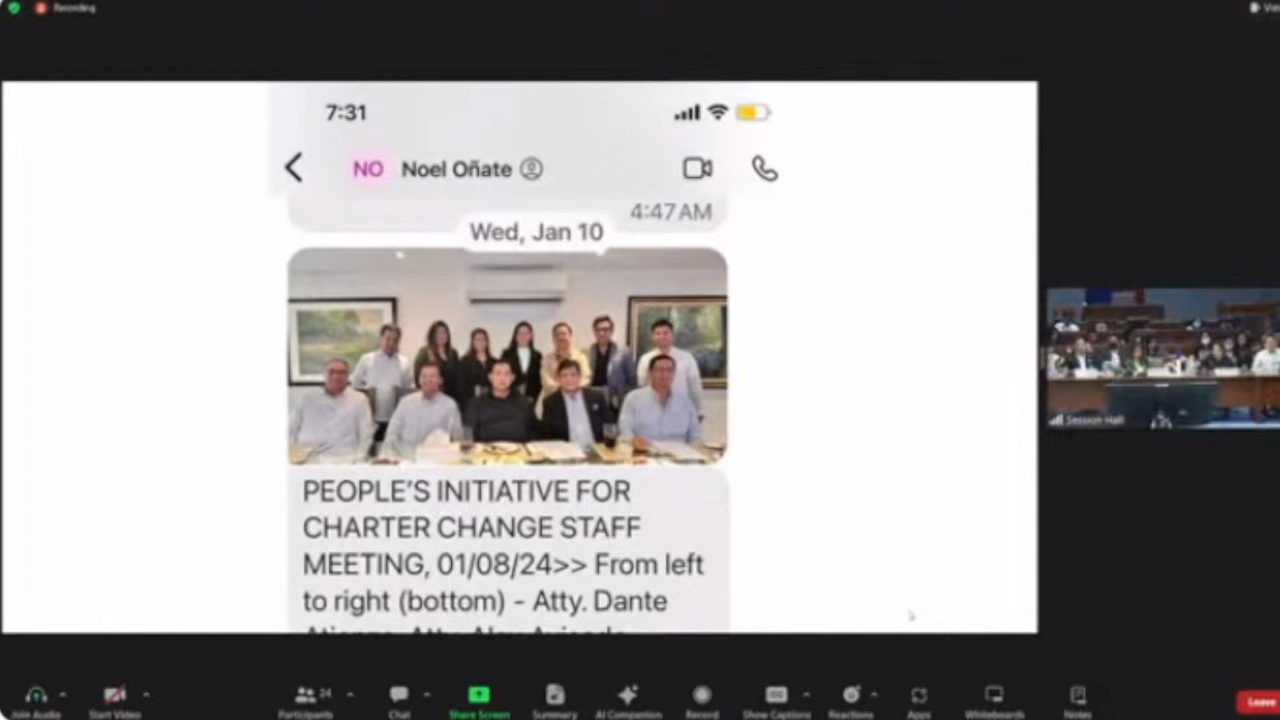 Recording
7:31
NO Noel Oñate
4:47 AM
Wed, Jan 10
PEOPLE'S INITIATIVE FOR
CHARTER CHANGE STAFF
MEETING, 01/08/24>> From left
to right (bottom) - Atty. Dante
Session Hall
Join Audio
Start Video
24
Participants
Chat
Share Screen
Summary
AI Companion
Record
Show Captions
Reactions
Apps
Whiteboards
Notes
Leave